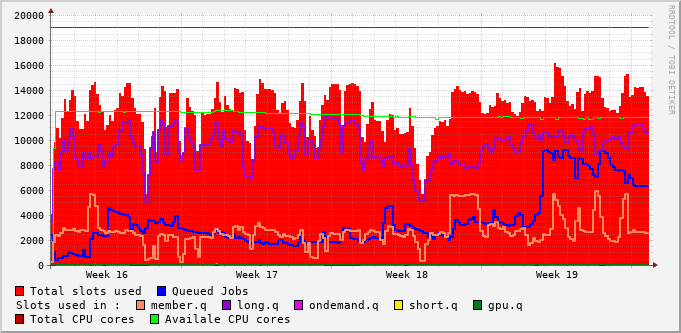 20000
18000
16000
14000
12000
10000
8000
6000
4000
2000
0
Week 16 Week 17 Week 18 Week 19
RRDTOOL / TOBI OETIKER
Total slots used Queued Jobs
Slots used in : member.q long.q ondemand.q short.q gpu.q
Total CPU cores Availale CPU cores